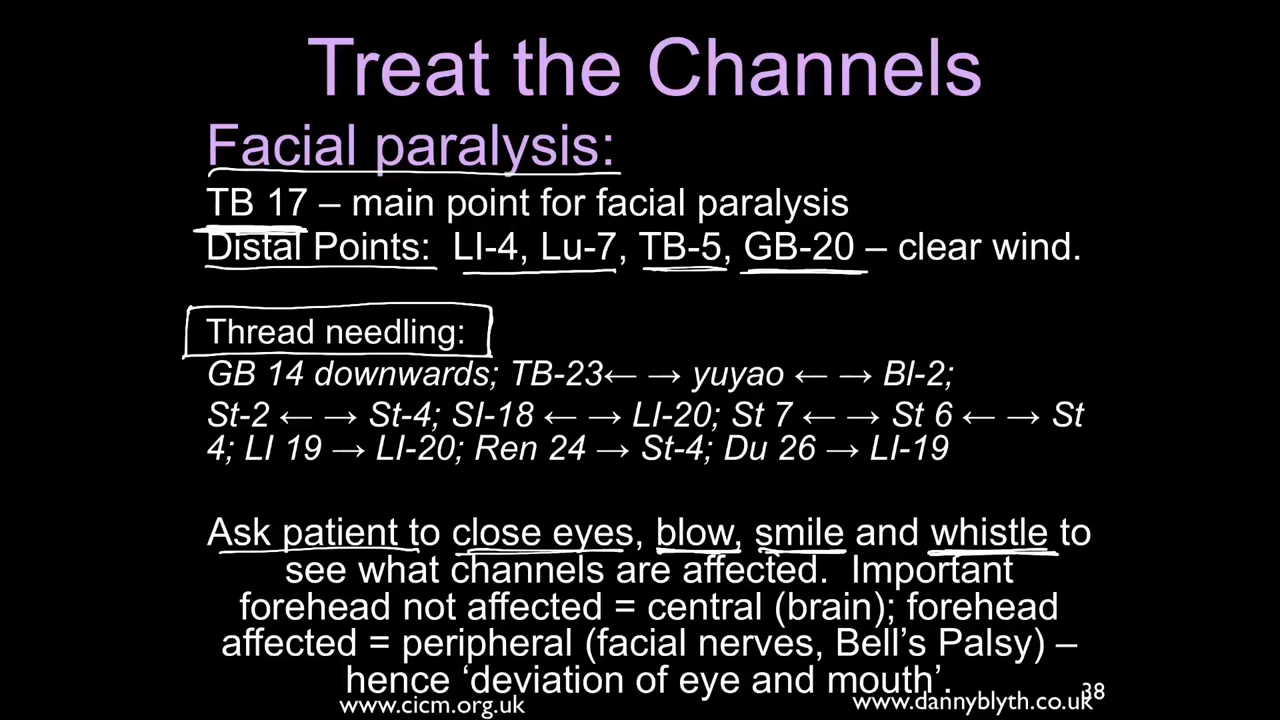 Treat the Channels
Facial paralysis:
TB 17 – main point for facial paralysis
Distal Points: LI-4, Lu-7, TB-5, GB-20 – clear wind.
Thread needling:
GB 14 downwards; TB-23← → yuyao ← → Bl-2;
St-2 ← → St-4; SI-18 ← → LI-20; St 7 ← → St 6 ← → St
4; LI 19 → LI-20; Ren 24 → St-4; Du 26 → LI-19
Ask patient to close eyes, blow, smile and whistle to
see what channels are affected. Important
forehead not affected = central (brain); forehead
affected = peripheral (facial nerves, Bell’s Palsy) –
hence ‘deviation of eye and mouth’.
www.cicm.org.uk
www.dannyblyth.co.uk
38